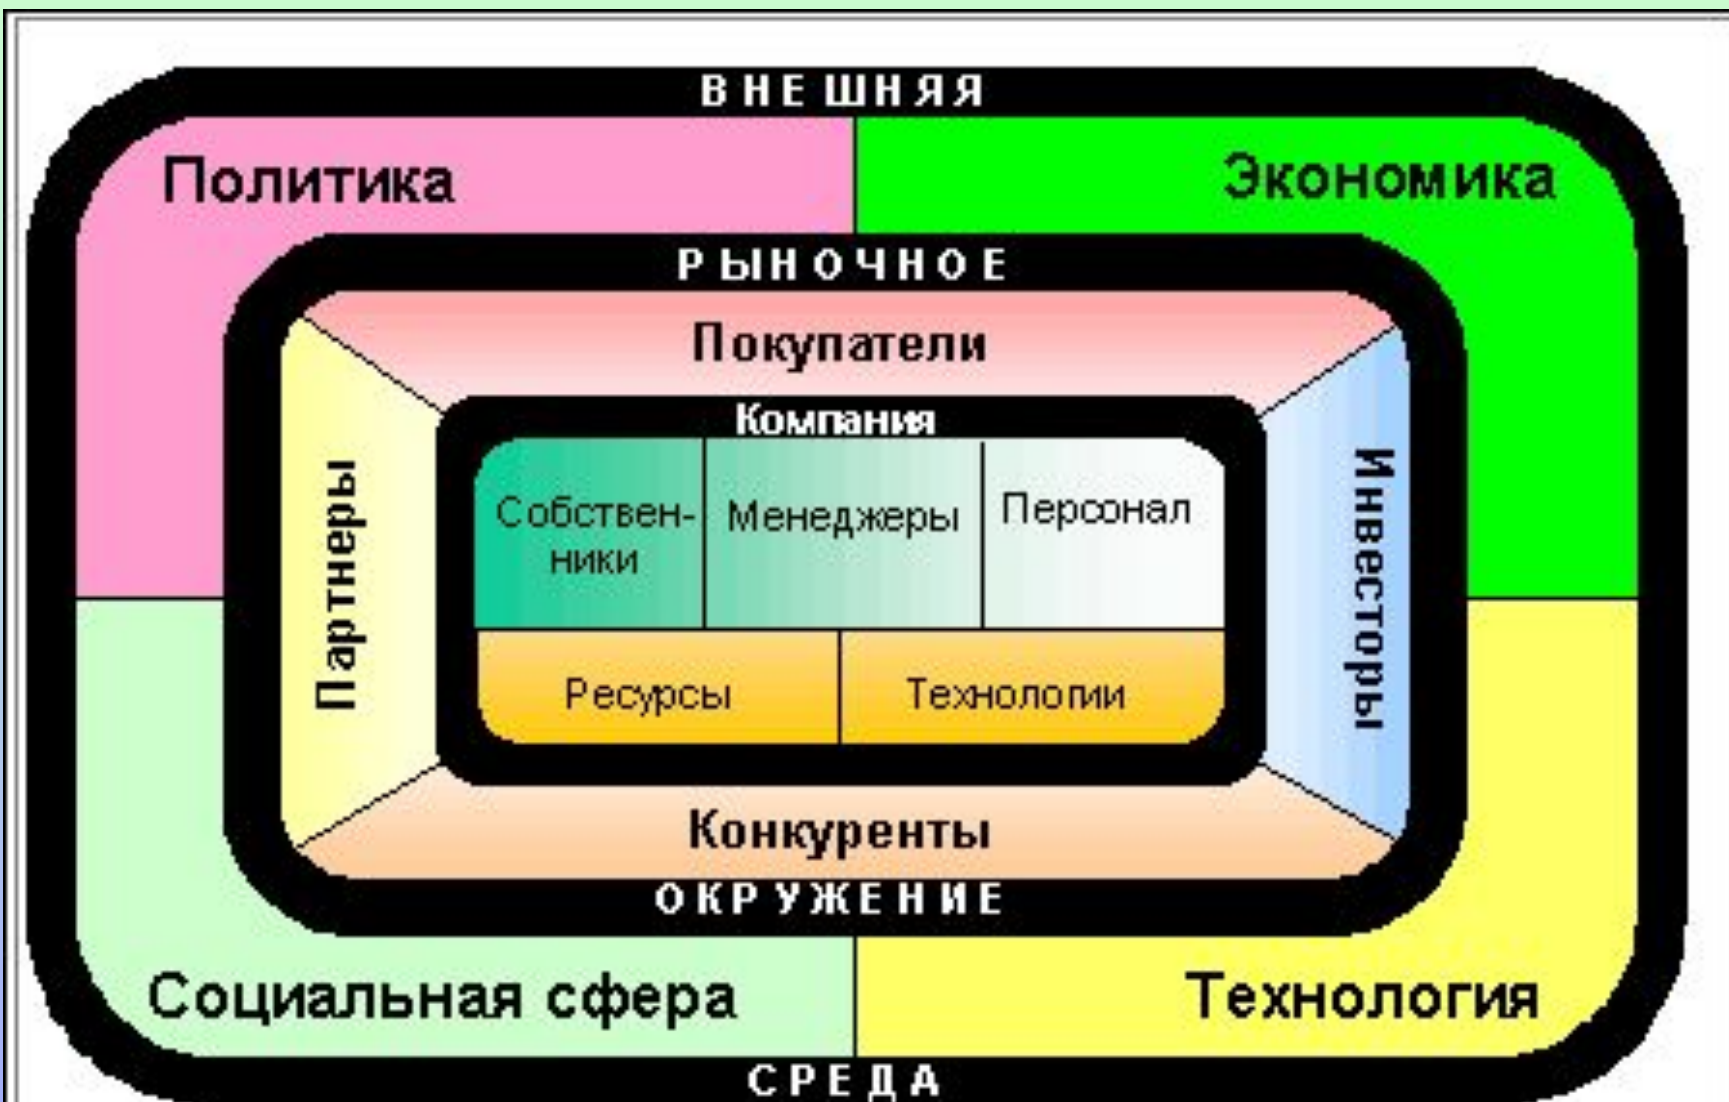 ВНЕШНЯЯ
Политика
Экономика
РЫНОЧНОЕ
Покупатели
Компания
Партнеры
Собствен-
ники
Менеджеры
Персонал
Инвесторы
Ресурсы
Технологии
Конкуренты
ОКРУЖЕНИЕ
Социальная сфера
Технология
СРЕДА